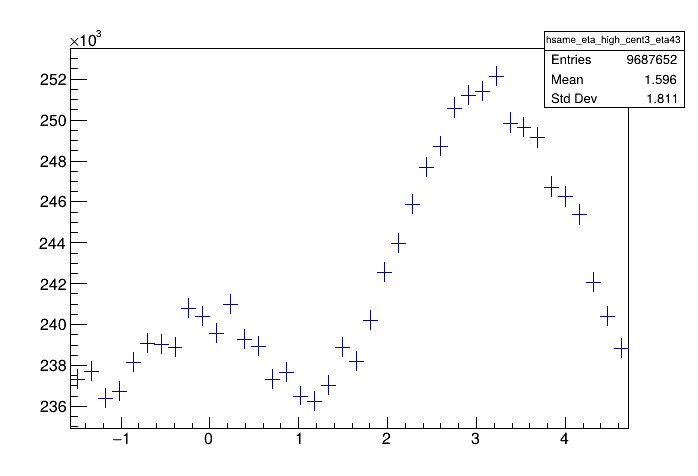 ×10³
hsame_eta_high_cent3_eta43
Entries 9687652
Mean 1.596
Std Dev 1.811
252
250
248
246
244
242
240
238
236
−1 0 1 2 3 4